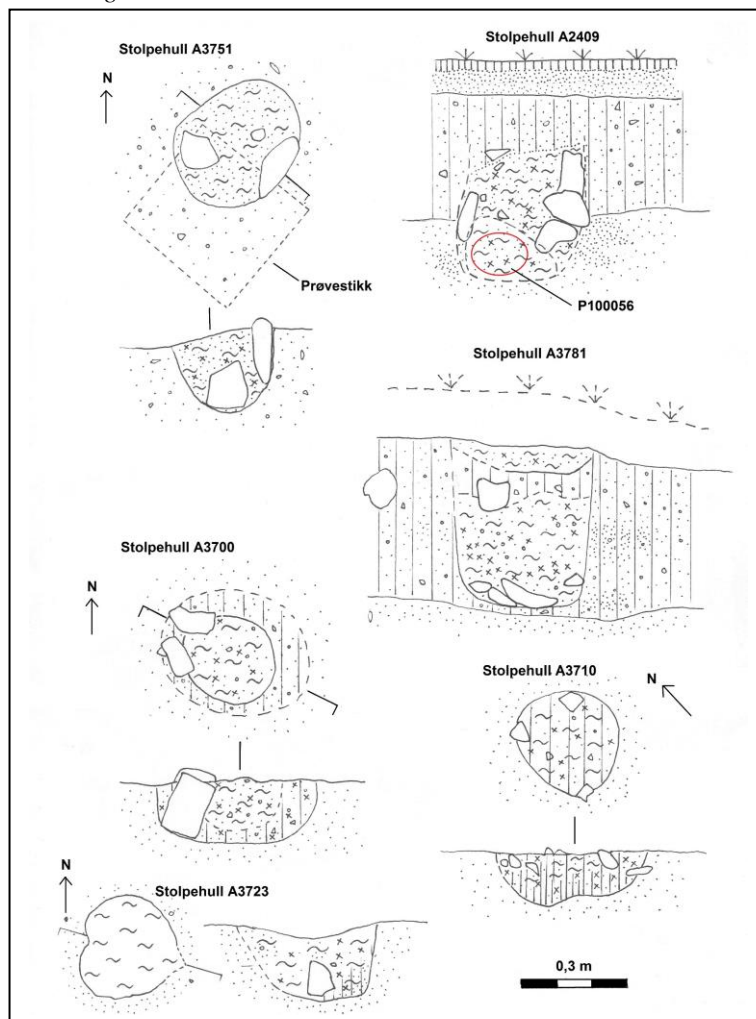 Stolpehull A3751
N
Prøvestikk
Stolpehull A2409
P100056
Stolpehull A3781
Stolpehull A3700
N
Stolpehull A3710
N
Stolpehull A3723
N
0,3 m